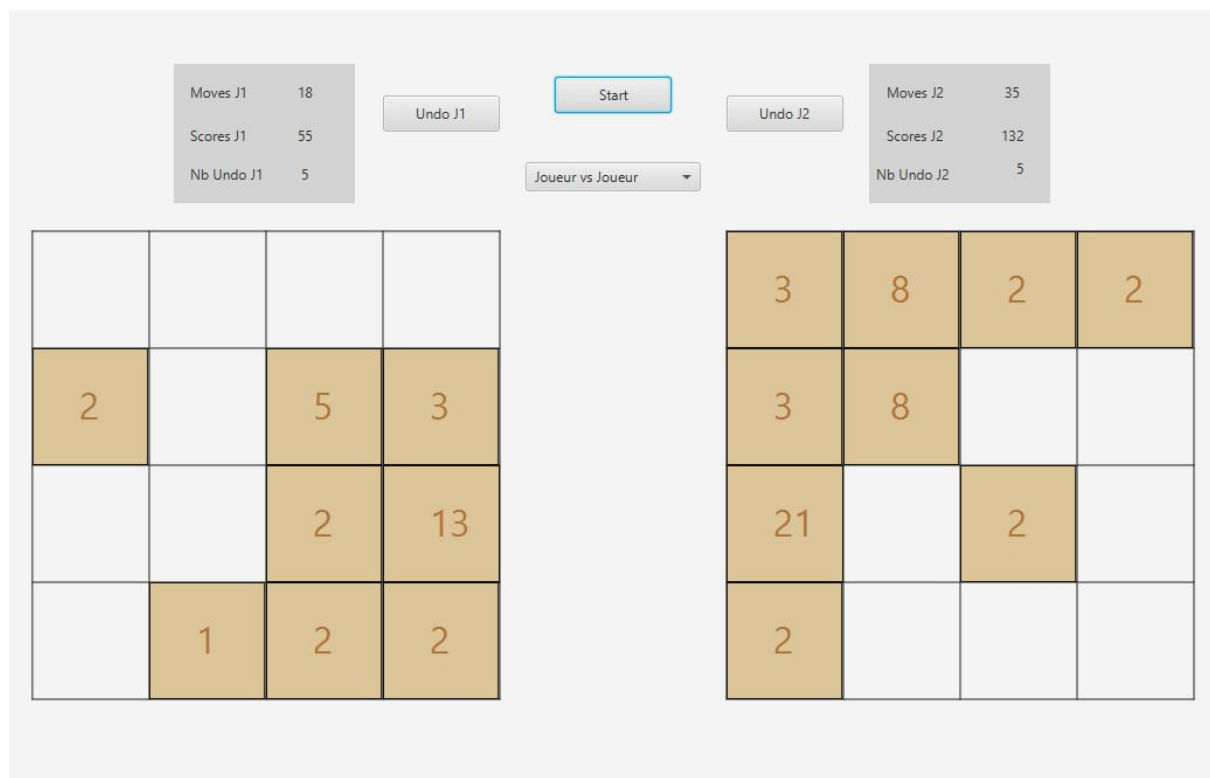 Moves J1 18
Scores J1 55
Nb Undo J1 5
Undo J1
Start
Joueur vs Joueur
Undo J2
Moves J2 35
Scores J2 132
Nb Undo J2 5
2 5 3
2 13
1 2 2
3 8 2 2
3 8
21 2
2